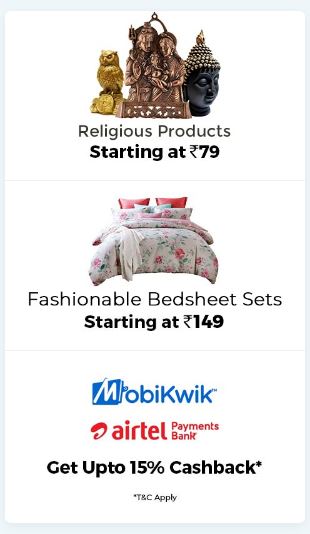 Religious Products
Starting at ₹79
Fashionable Bedsheet Sets
Starting at ₹149
MobiKwik™
airtel Payments
Bank
Get Upto 15% Cashback*
*T&C Apply